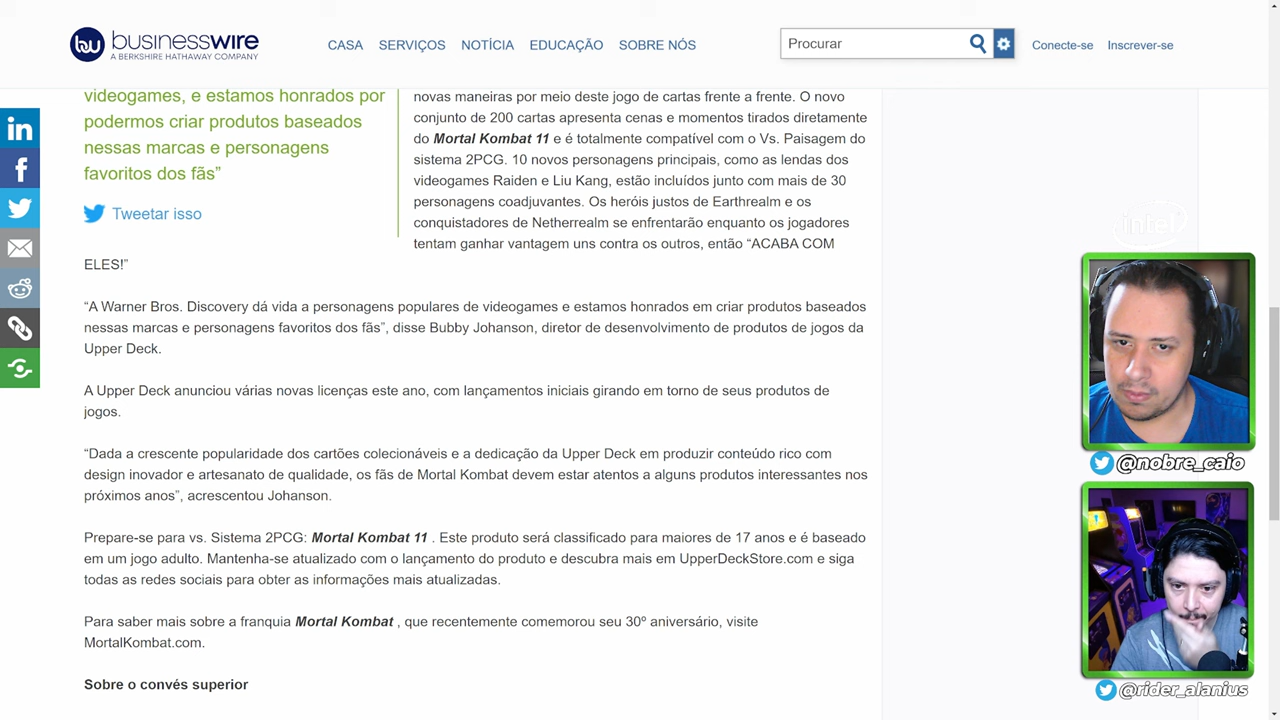 businesswire
A BERKSHIRE HATHAWAY COMPANY
CASA SERVIÇOS NOTÍCIA EDUCAÇÃO SOBRE NÓS
Procurar
Conecte-se Inscrever-se
videogames, e estamos honrados por
podermos criar produtos baseados
nessas marcas e personagens
favoritos dos fãs”
Tweetar isso
novas maneiras por meio deste jogo de cartas frente a frente. O novo
conjunto de 200 cartas apresenta cenas e momentos tirados diretamente
do Mortal Kombat 11 e é totalmente compatível com o Vs. Paisagem do
sistema 2PCG. 10 novos personagens principais, como as lendas dos
videogames Raiden e Liu Kang, estão incluídos junto com mais de 30
personagens coadjuvantes. Os heróis justos de Earthrealm e os
conquistadores de Netherrealm se enfrentarão enquanto os jogadores
tentam ganhar vantagem uns contra os outros, então “ACABA COM
ELES!”
“A Warner Bros. Discovery dá vida a personagens populares de videogames e estamos honrados em criar produtos baseados
nessas marcas e personagens favoritos dos fãs”, disse Bubby Johanson, diretor de desenvolvimento de produtos de jogos da
Upper Deck.
A Upper Deck anunciou várias novas licenças este ano, com lançamentos iniciais girando em torno de seus produtos de
jogos.
“Dada a crescente popularidade dos cartões colecionáveis e a dedicação da Upper Deck em produzir conteúdo rico com
design inovador e artesanato de qualidade, os fãs de Mortal Kombat devem estar atentos a alguns produtos interessantes nos
próximos anos”, acrescentou Johanson.
Prepare-se para vs. Sistema 2PCG: Mortal Kombat 11 . Este produto será classificado para maiores de 17 anos e é baseado
em um jogo adulto. Mantenha-se atualizado com o lançamento do produto e descubra mais em UpperDeckStore.com e siga
todas as redes sociais para obter as informações mais atualizadas.
Para saber mais sobre a franquia Mortal Kombat , que recentemente comemorou seu 30º aniversário, visite
MortalKombat.com.
Sobre o convés superior
intel
@nobre_caio
@rider_alanius